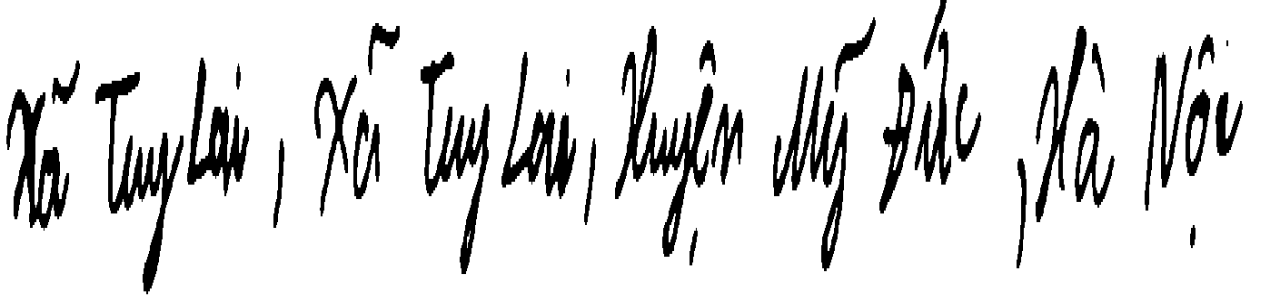 Xã Tuy Lai, Xã Tuy Lai, Huyện Mỹ Đức, Hà Nội